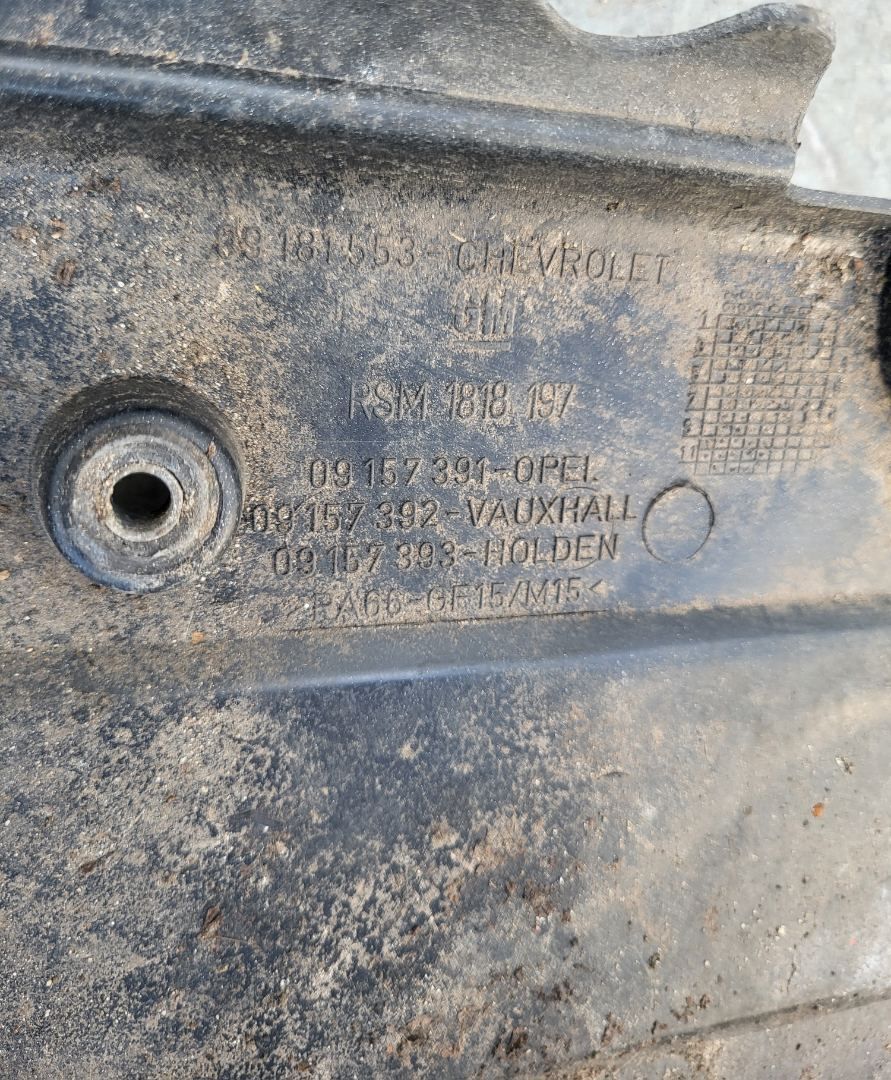 09 181 553-CHEVROLET
GM
RSM 1818 197
09 157 391-OPEL
09 157 392-VAUXHALL
09 157 393-HOLDEN
>PA66-GF15/M15<